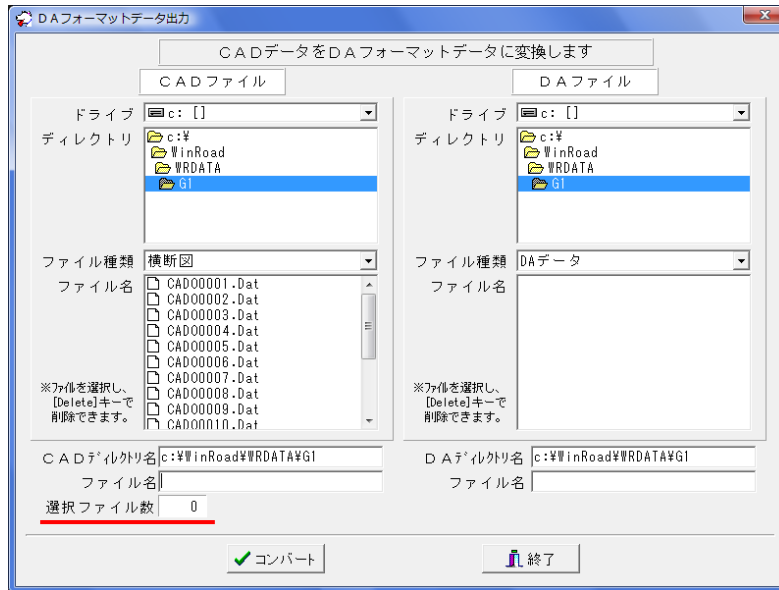 DAフォーマットデータ出力
CADデータをDAフォーマットデータに変換します
CADファイル
ドライブ
c: []
ディレクトリ
c:¥
WinRoad
WRDATA
G1
ファイル種類
横断図
ファイル名
CAD00001.Dat
CAD00002.Dat
CAD00003.Dat
CAD00004.Dat
CAD00005.Dat
CAD00006.Dat
CAD00007.Dat
CAD00008.Dat
CAD00009.Dat
CAD00010.Dat
※ﾌｧｲﾙを選択し、
[Delete]キーで
削除できます。
CADﾃﾞｨﾚｸﾄﾘ名
c:¥WinRoad¥WRDATA¥G1
ファイル名
選択ファイル数
0
DAファイル
ドライブ
c: []
ディレクトリ
c:¥
WinRoad
WRDATA
G1
ファイル種類
DAデータ
ファイル名
※ﾌｧｲﾙを選択し、
[Delete]キーで
削除できます。
DAﾃﾞｨﾚｸﾄﾘ名
c:¥WinRoad¥WRDATA¥G1
ファイル名
コンバート
終了